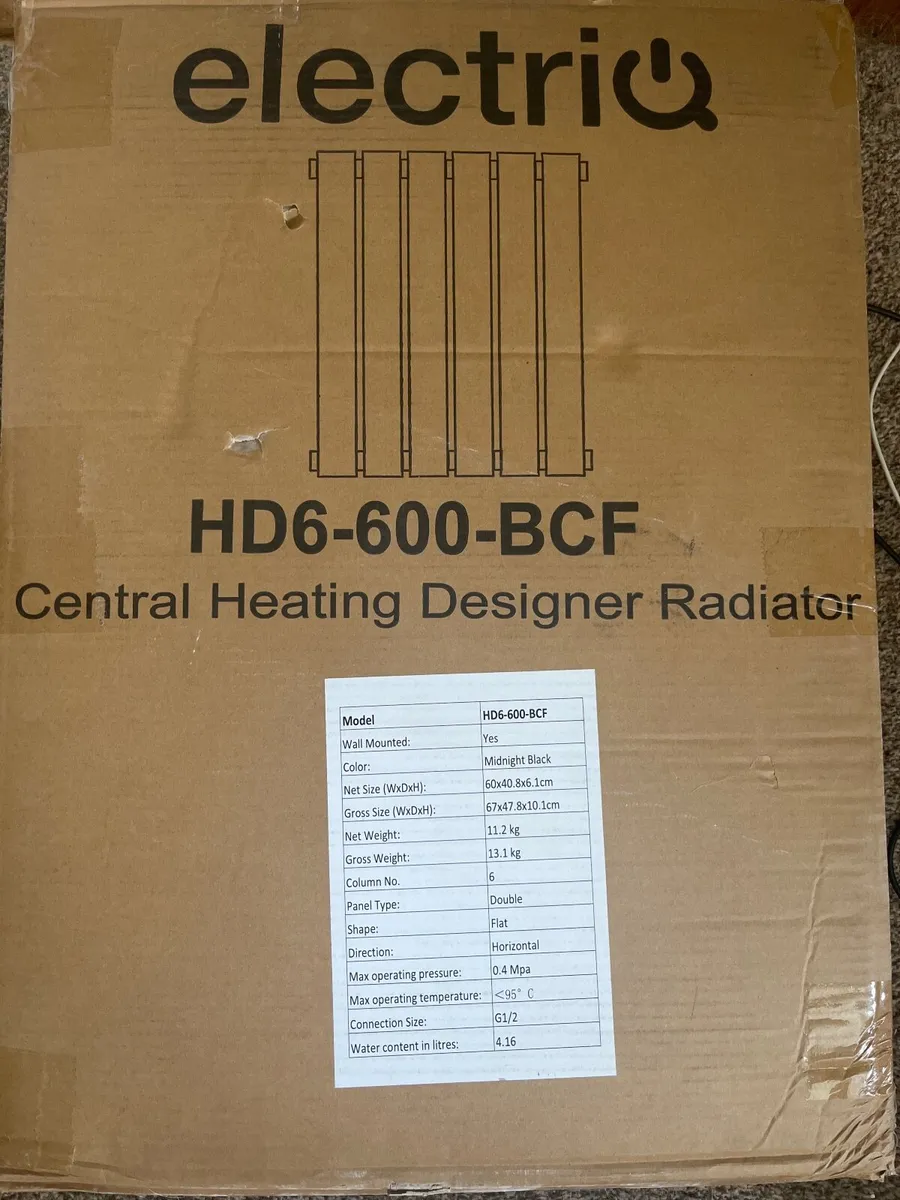 electriQ
HD6-600-BCF
Central Heating Designer Radiator
Model HD6-600-BCF
Wall Mounted: Yes
Color: Midnight Black
Net Size (WxDxH): 60x40.8x6.1cm
Gross Size (WxDxH): 67x47.8x10.1cm
Net Weight: 11.2 kg
Gross Weight: 13.1 kg
Column No. 6
Panel Type: Double
Shape: Flat
Direction: Horizontal
Max operating pressure: 0.4 Mpa
Max operating temperature: <95° C
Connection Size: G1/2
Water content in litres: 4.16